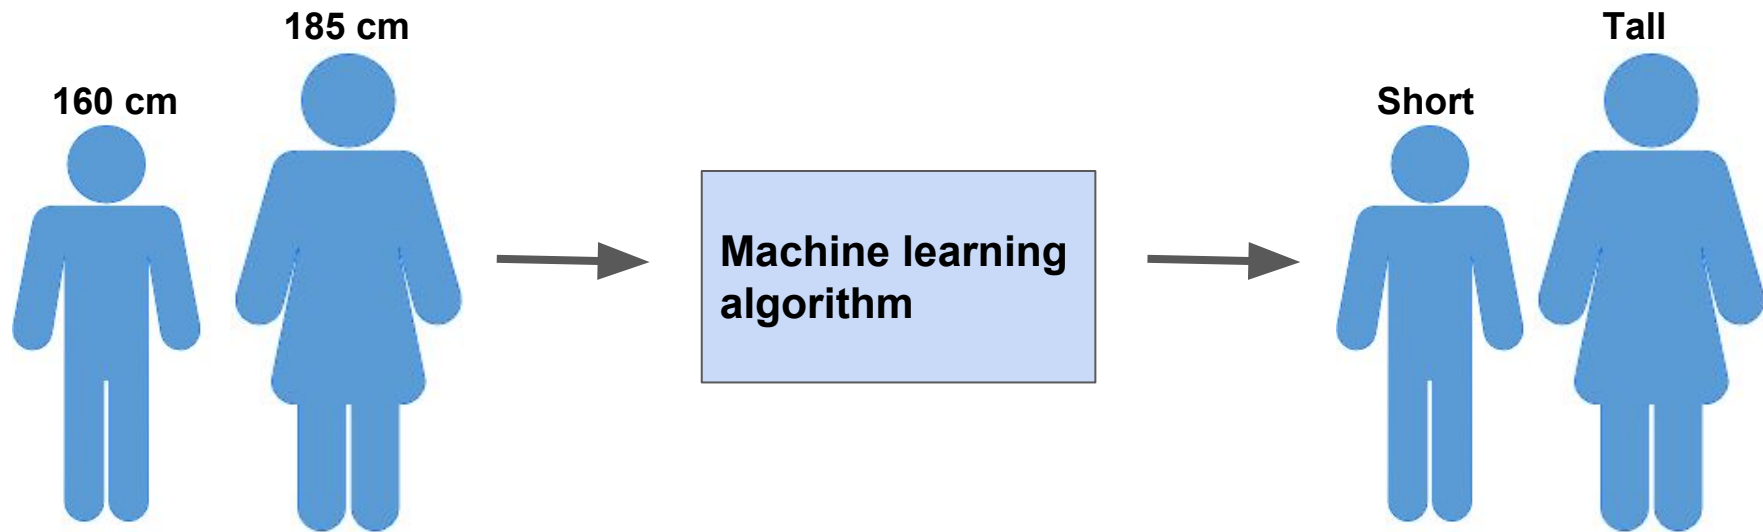 185 cm
160 cm
Machine learning
algorithm
Tall
Short